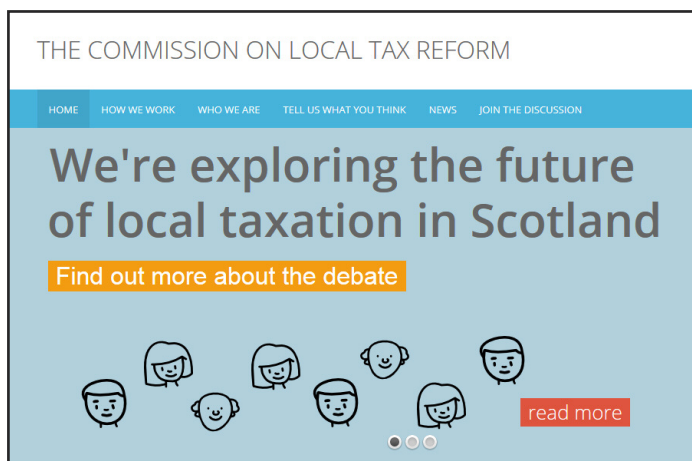 THE COMMISSION ON LOCAL TAX REFORM
HOME HOW WE WORK WHO WE ARE TELL US WHAT YOU THINK NEWS JOIN THE DISCUSSION
We're exploring the future
of local taxation in Scotland
Find out more about the debate
read more